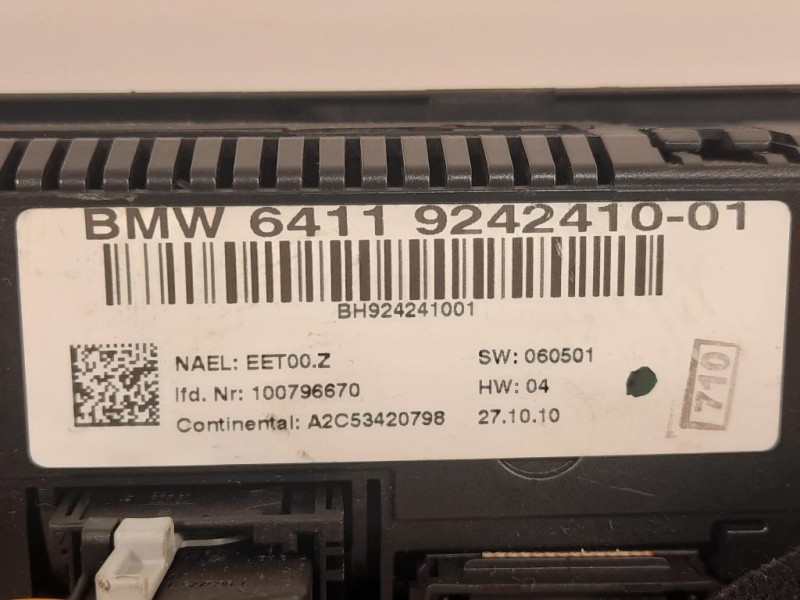 BMW 6411 9242410-01
BH924241001
NAEL: EET00.Z
SW: 060501
lfd. Nr: 100796670
HW: 04
Continental: A2C53420798
27.10.10
710